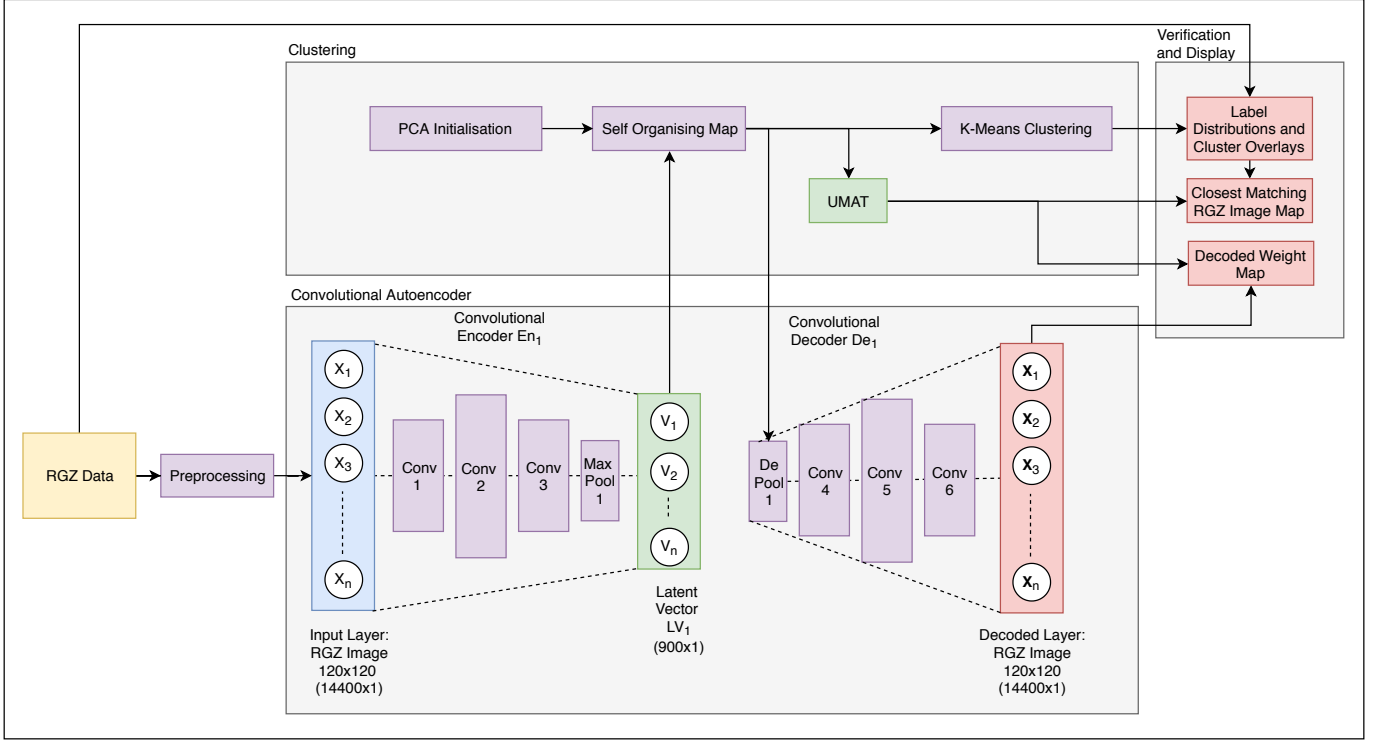 Verification
and Display
Clustering
PCA Initialisation
Self Organising Map
K-Means Clustering
Label
Distributions and
Cluster Overlays
UMAT
Closest Matching
RGZ Image Map
Decoded Weight
Map
Convolutional Autoencoder
Convolutional
Encoder En1
Convolutional
Decoder De1
RGZ Data
Preprocessing
X1
X2
X3
Xn
Conv
1
Conv
2
Conv
3
Max
Pool
1
V1
V2
Vn
De
Pool
1
Conv
4
Conv
5
Conv
6
X1
X2
X3
Xn
Input Layer:
RGZ Image
120x120
(14400x1)
Latent
Vector
LV1
(900x1)
Decoded Layer:
RGZ Image
120x120
(14400x1)